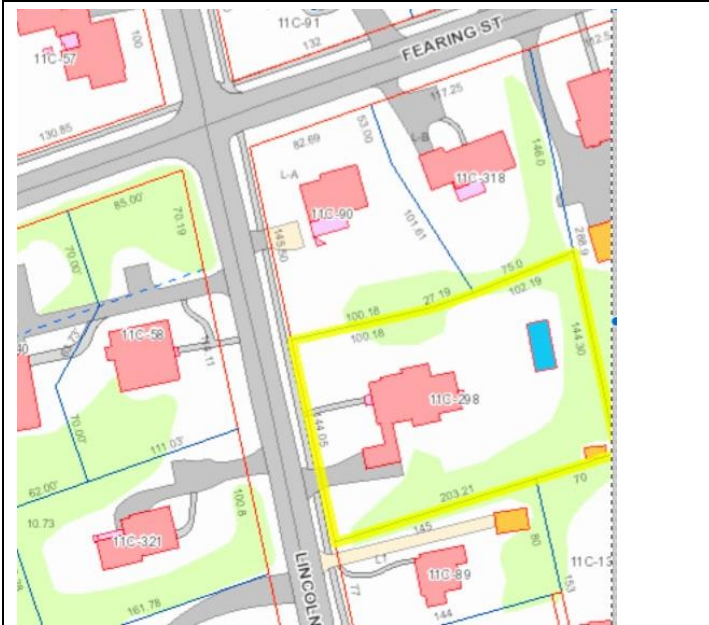 11C-91
132
100
FEARING ST
11C-57
117.25
130.85
82.69
53.00
L-B
146.0
L-A
85.00'
70.19
11C-318
11C-90
101.61
70.00'
145.50
288.9
75.0
27.19
102.19
100.18
100.18
11C-58
144.30
11C-298
70.00'
144.05
111.03'
62.00'
203.21
70
100.8
10.73
145
80
11C-321
L1
11C-13
LINCOLN
11C-89
77
153
161.78
144